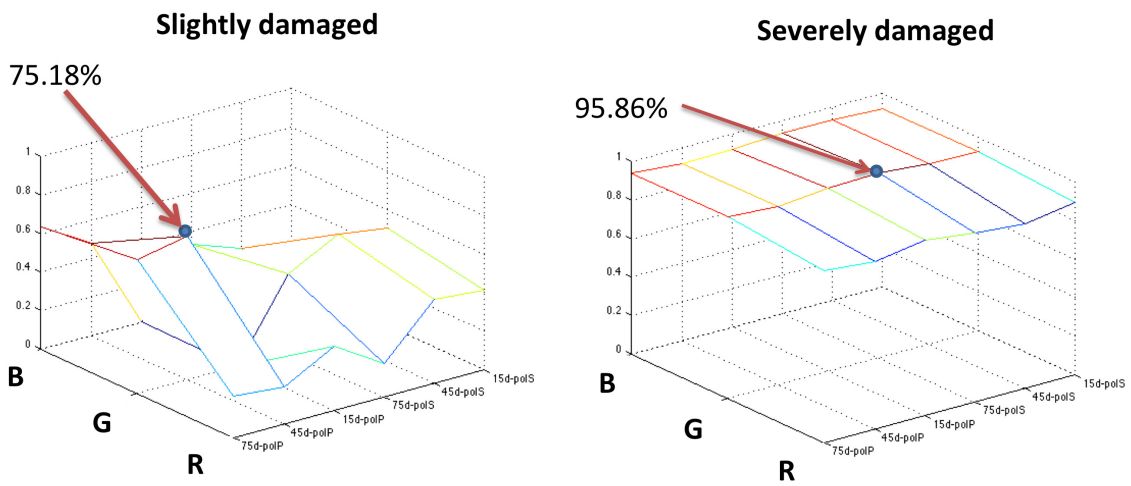 Slightly damaged
75.18%
1
0.8
0.6
0.4
0.2
0
B
G
R
75d-polP
45d-polP
15d-polP
75d-polS
45d-polS
15d-polS
Severely damaged
95.86%
1
0.8
0.6
0.4
0.2
0
B
G
R
75d-polP
45d-polP
15d-polP
75d-polS
45d-polS
15d-polS